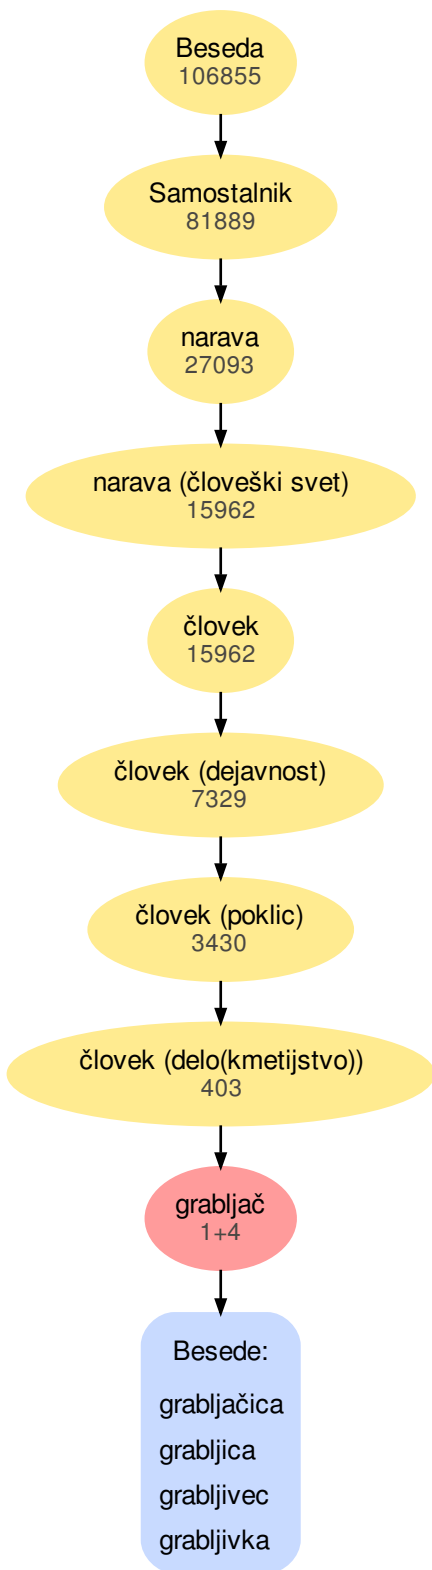 Beseda
106855
Samostalnik
81889
narava
27093
narava (človeški svet)
15962
človek
15962
človek (dejavnost)
7329
človek (poklic)
3430
človek (delo(kmetijstvo))
403
grabljač
1+4
Besede:
grabljačica
grabljica
grabljivec
grabljivka